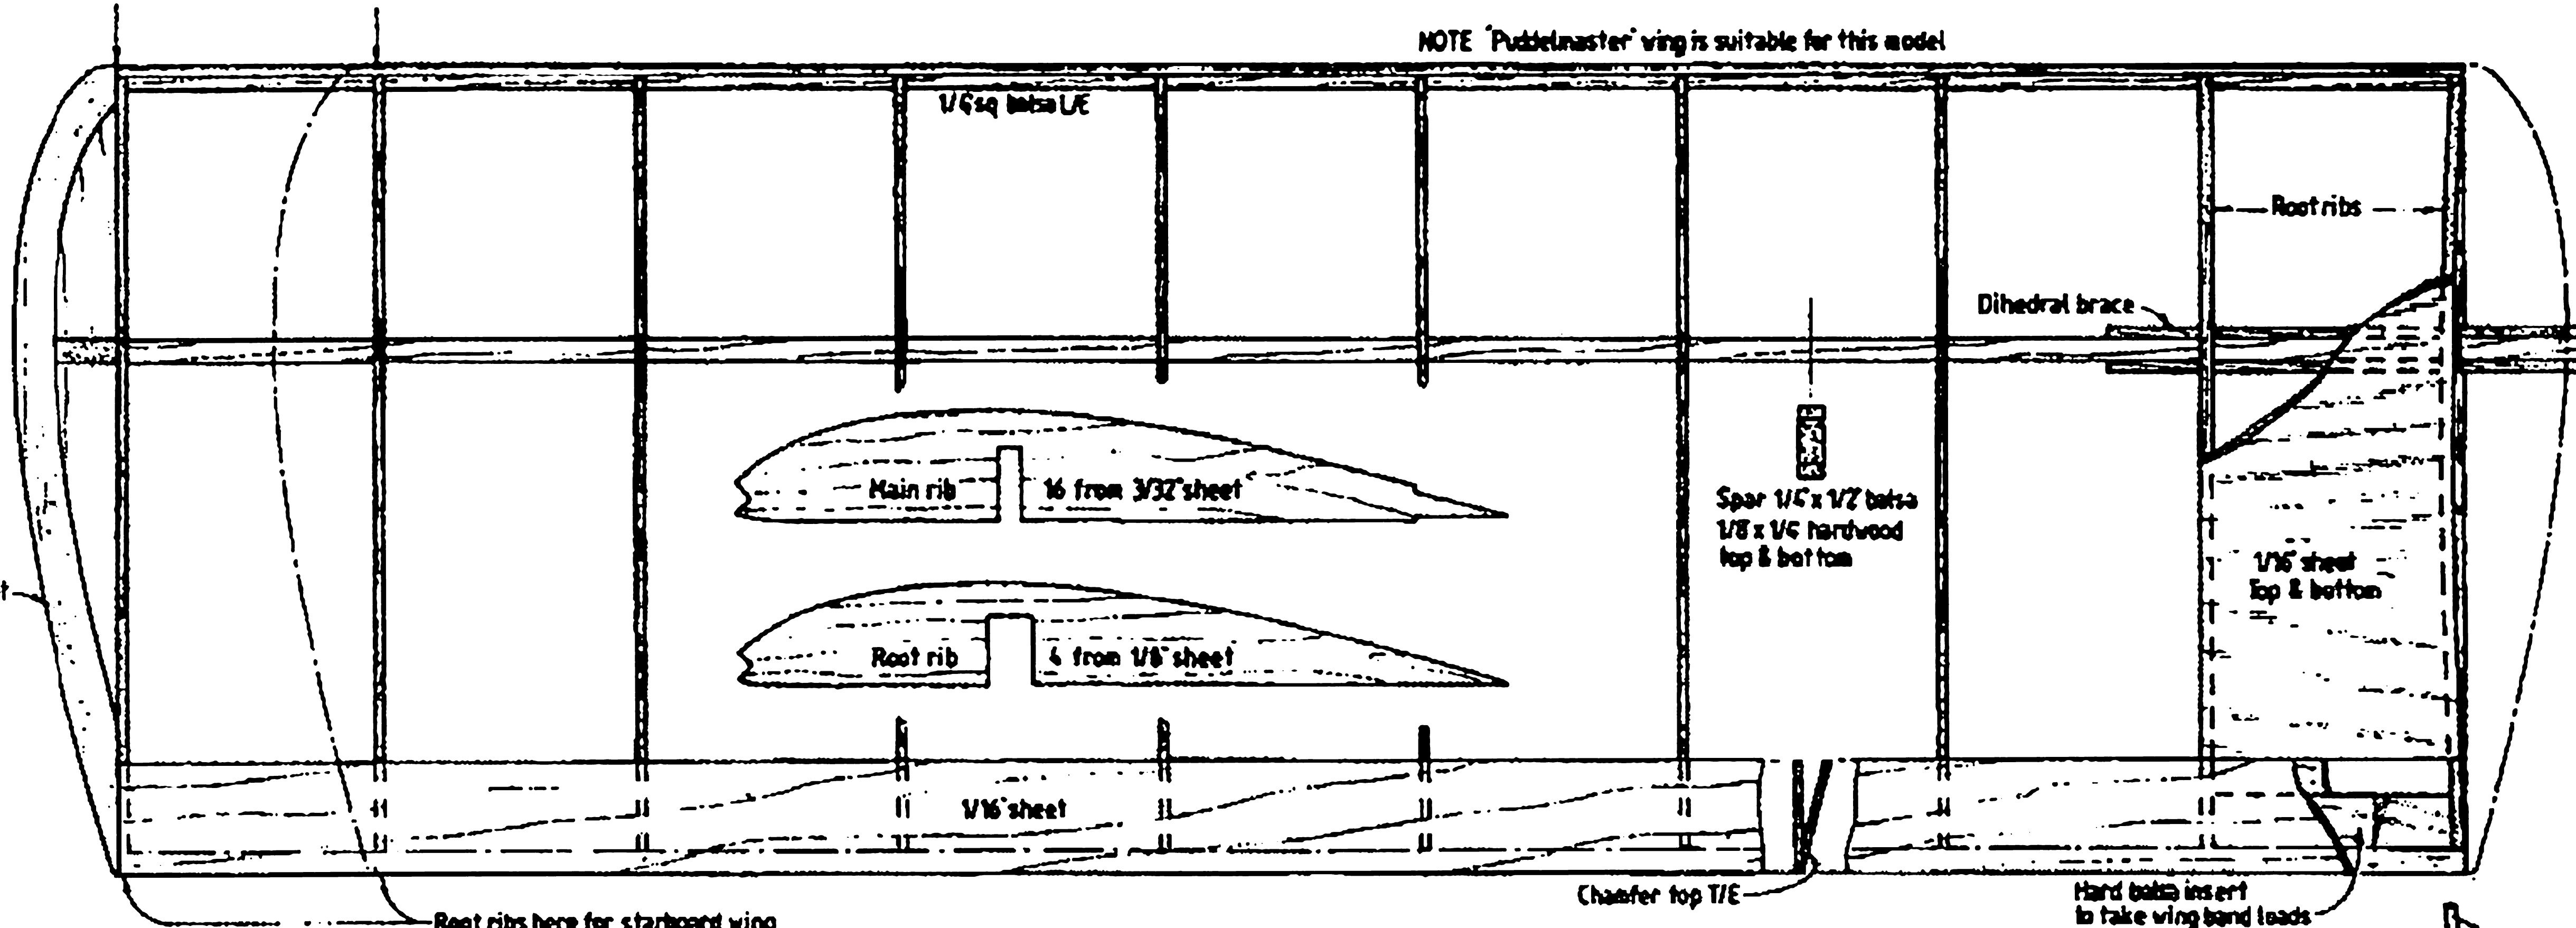 NOTE "Puddelmaster" wing is suitable for this model
1/4 sq balsa L/E
Root ribs
Dihedral brace
Main rib 16 from 3/32" sheet
Spar 1/4" x 1/2" balsa
1/8 x 1/4 hardwood
top & bottom
1/16" sheet
Top & bottom
Root rib 4 from 1/8" sheet
1/16" sheet
Chamfer top T/E
Hard balsa insert
to take wing band loads
Root ribs here for starboard wing